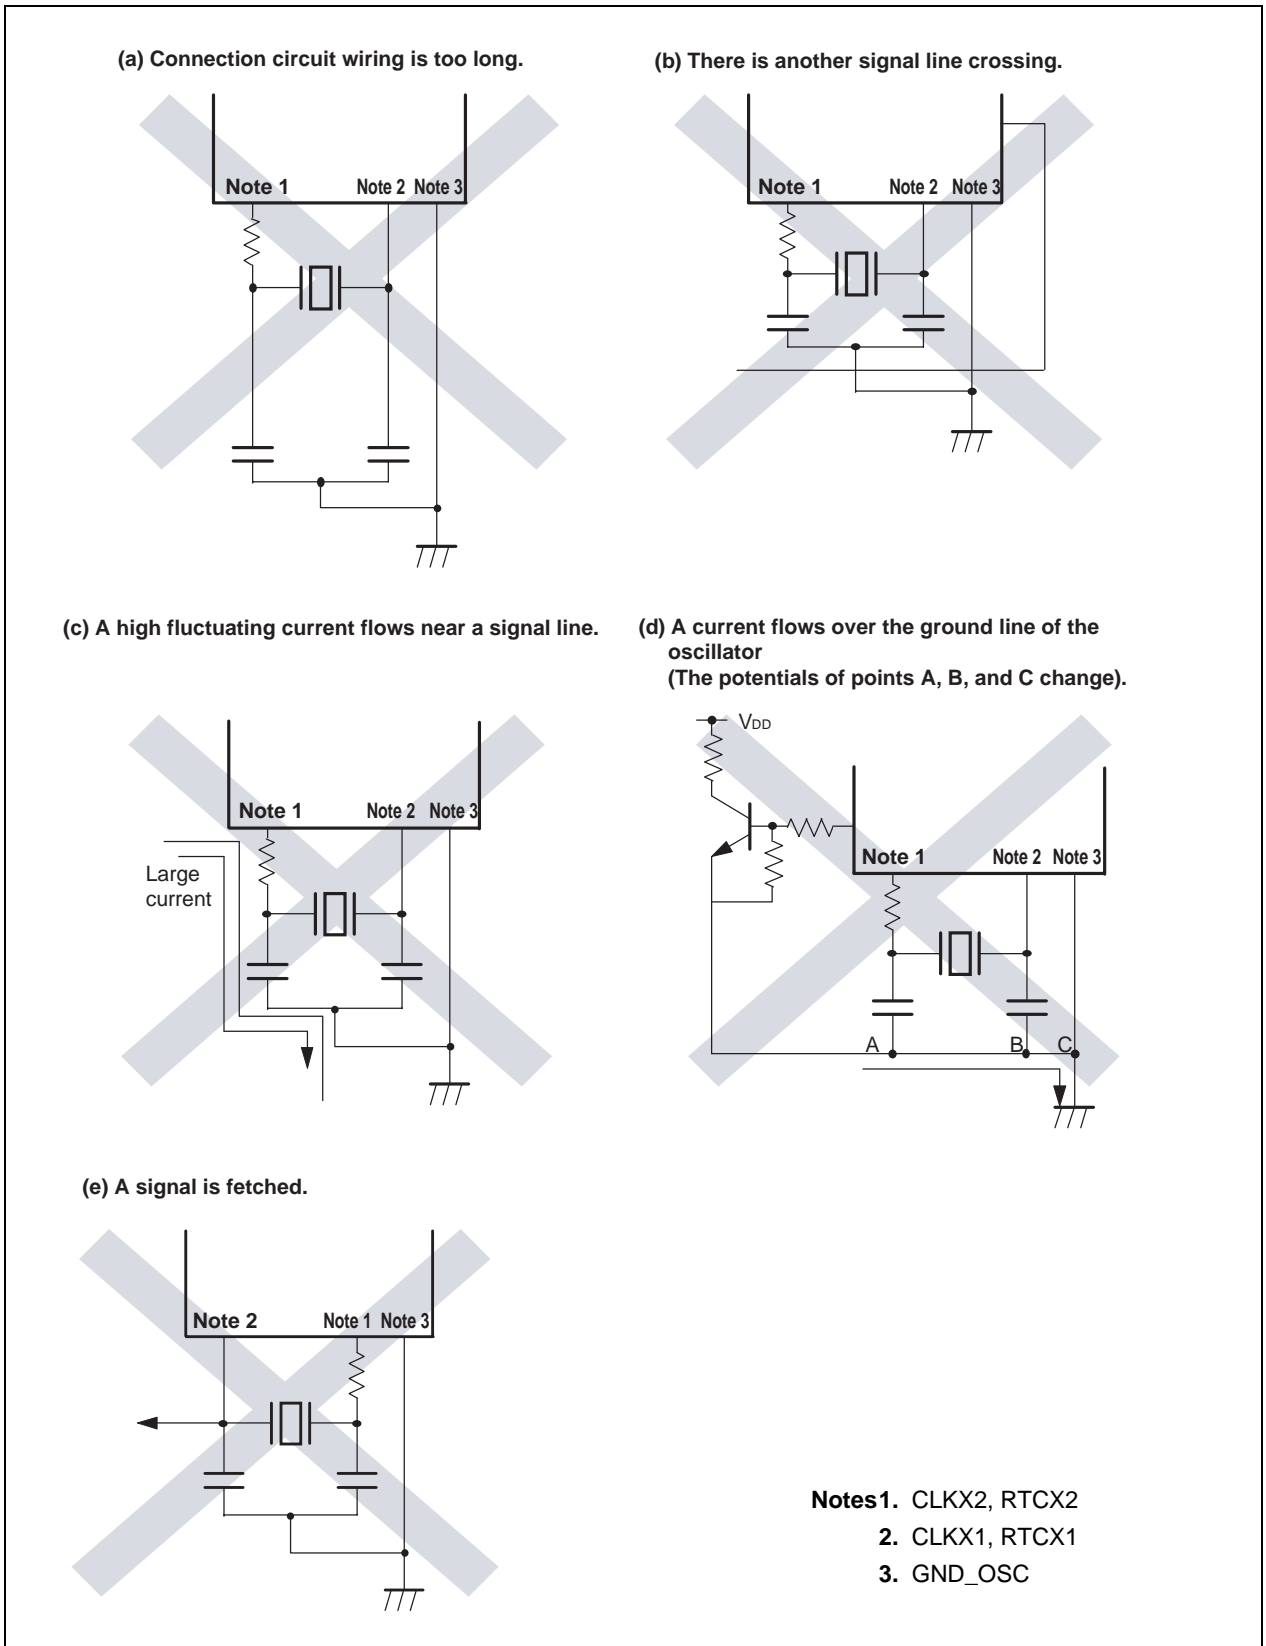 (a) Connection circuit wiring is too long.
(b) There is another signal line crossing.
Note 1
Note 2
Note 3
Note 1
Note 2
Note 3
(c) A high fluctuating current flows near a signal line.
(d) A current flows over the ground line of the
oscillator
(The potentials of points A, B, and C change).
Note 1
Note 2
Note 3
Large
current
VDD
Note 1
Note 2
Note 3
A
B
C
(e) A signal is fetched.
Note 2
Note 1
Note 3
Notes1. CLKX2, RTCX2
2. CLKX1, RTCX1
3. GND_OSC